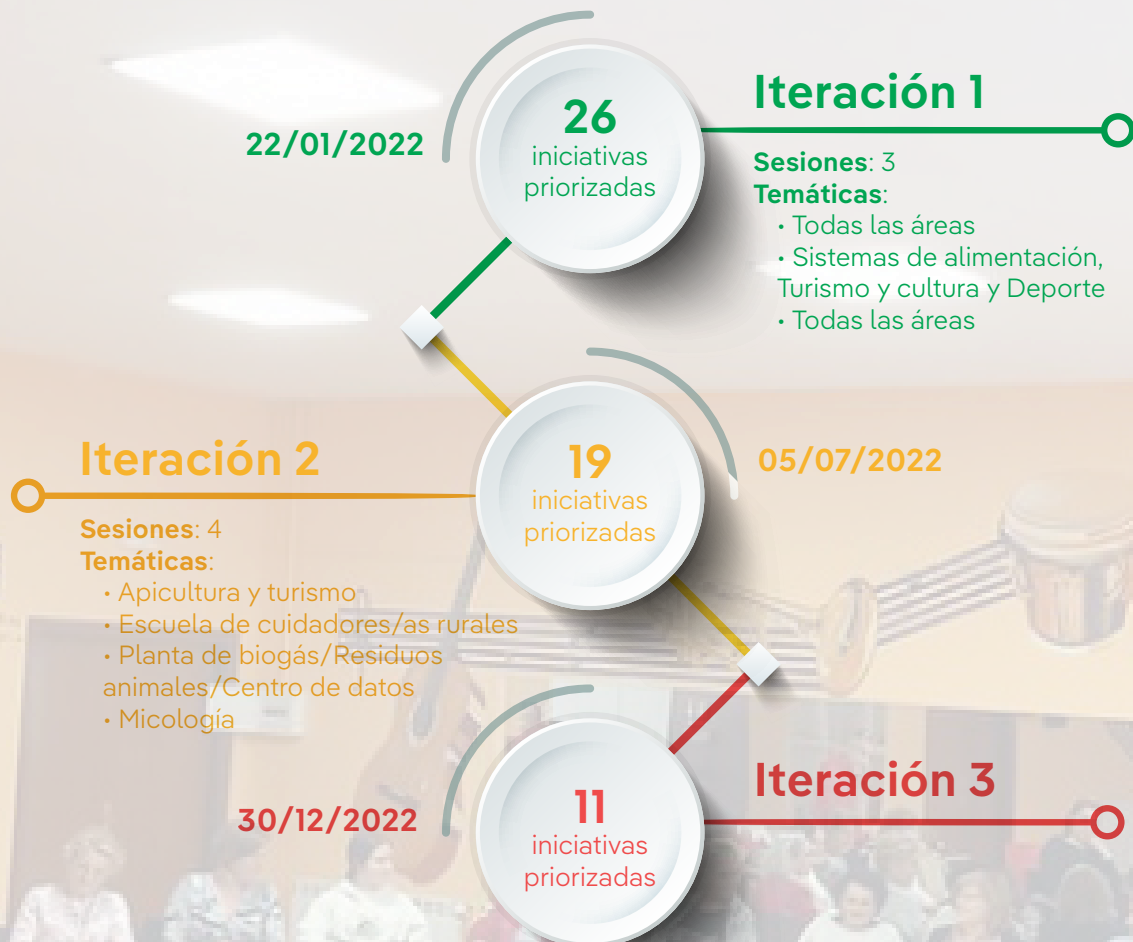 22/01/2022
26
iniciativas
priorizadas
Iteración 1
Sesiones: 3
Temáticas:
• Todas las áreas
• Sistemas de alimentación,
Turismo y cultura y Deporte
• Todas las áreas
Iteración 2
Sesiones: 4
Temáticas:
• Apicultura y turismo
• Escuela de cuidadores/as rurales
• Planta de biogás/Residuos
animales/Centro de datos
• Micología
19
iniciativas
priorizadas
05/07/2022
30/12/2022
11
iniciativas
priorizadas
Iteración 3